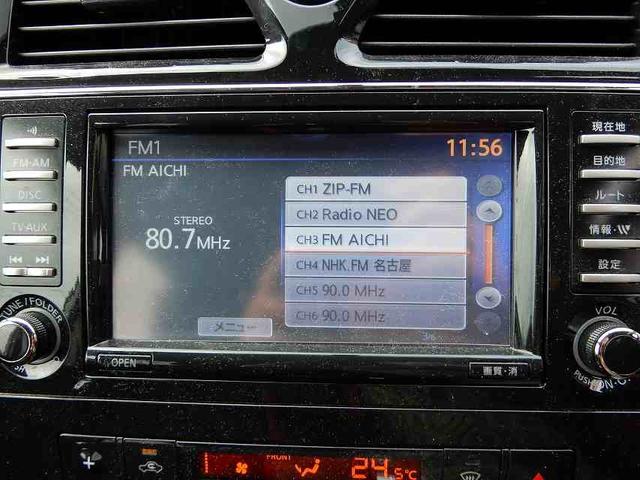 FM1
11:56
FM AICHI
STEREO
80.7MHz
CH1 ZIP-FM
CH2 Radio NEO
CH3 FM AICHI
CH4 NHK.FM 名古屋
CH5 90.0 MHz
CH6 90.0 MHz
メニュー
3/6
FM·AM
DISC
TV·AUX
TUNE/FOLDER
現在地
目的地
ルート
情報·VV
設定
VOL
PUSH
OPEN
画質·消
FRONT
24.5°C